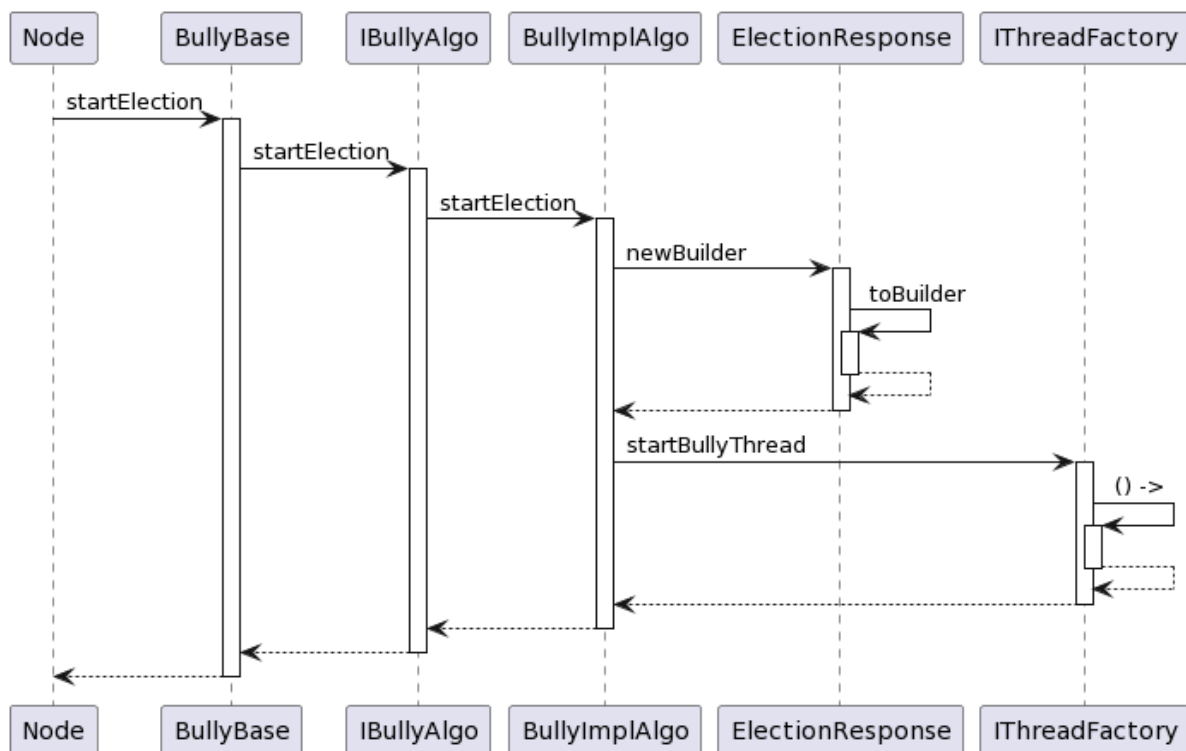 Node BullyBase IBullyAlgo BullyImplAlgo ElectionResponse IThreadFactory
startElection
startElection
startElection
newBuilder
toBuilder
startBullyThread
() ->
Node BullyBase IBullyAlgo BullyImplAlgo ElectionResponse IThreadFactory